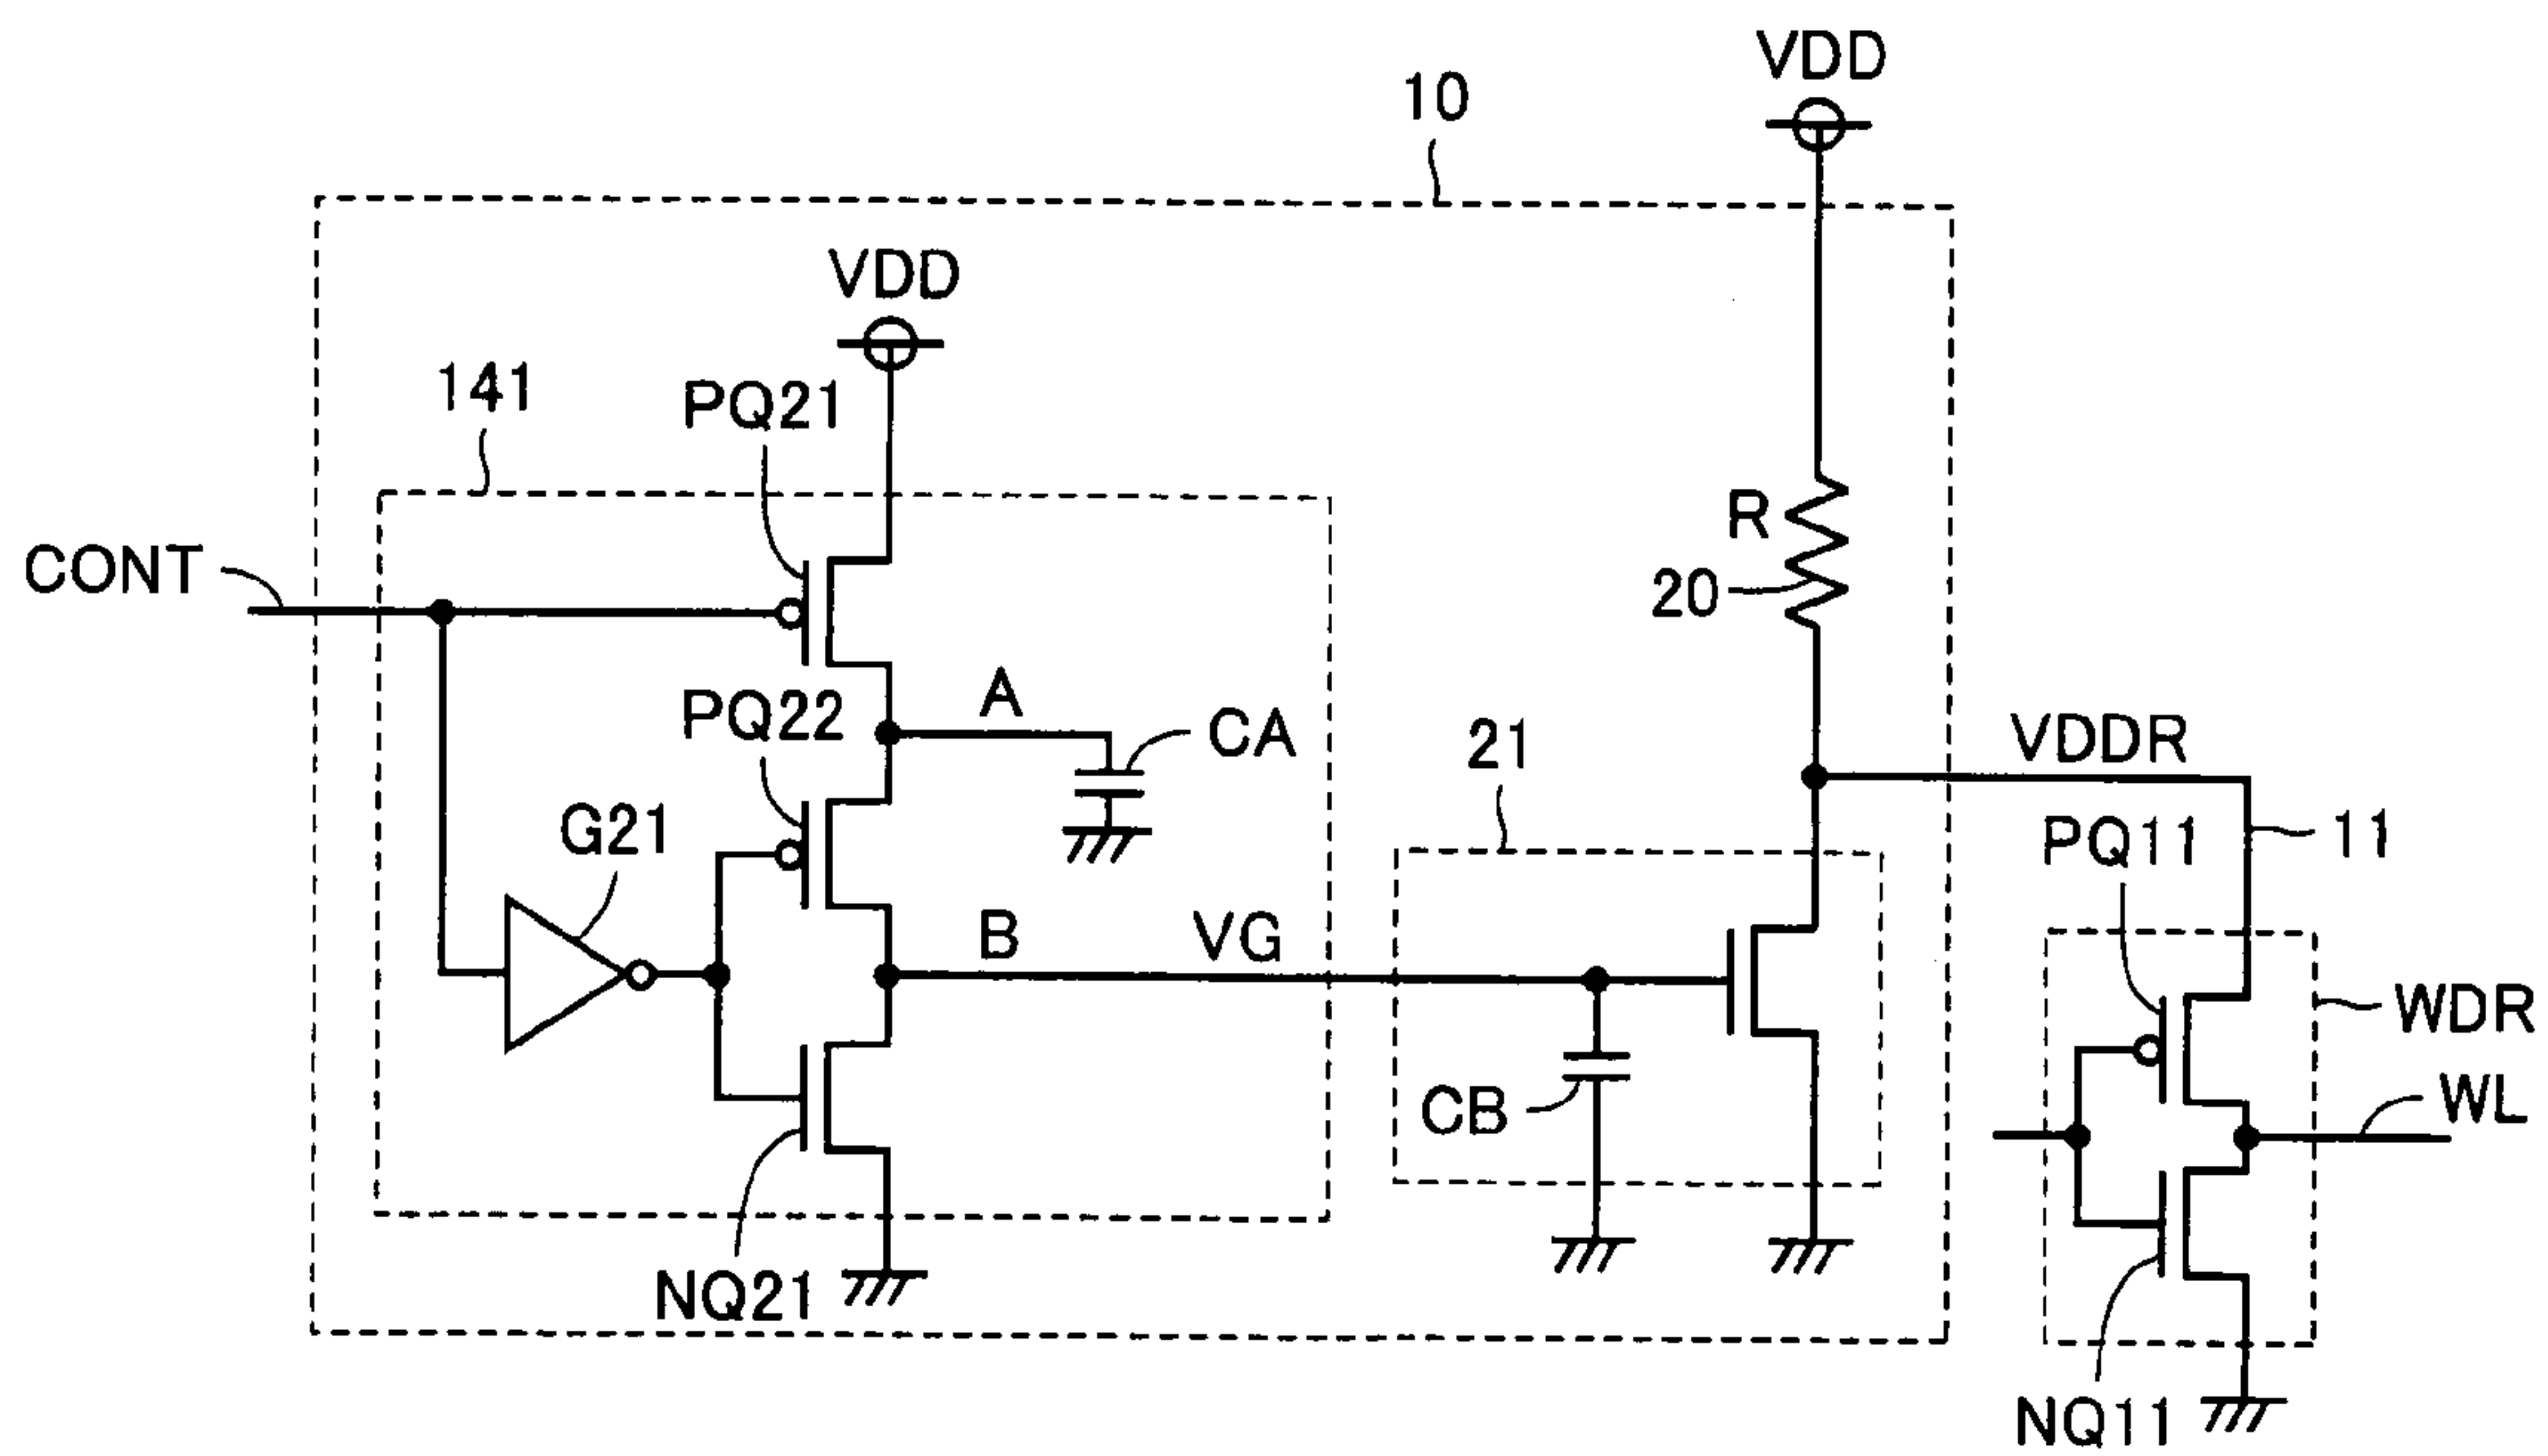 VDD
10
VDD
141
PQ21
CONT
R
20
A
CA
PQ22
21
VDDR
G21
PQ11
11
B
VG
WDR
CB
WL
NQ21
NQ11